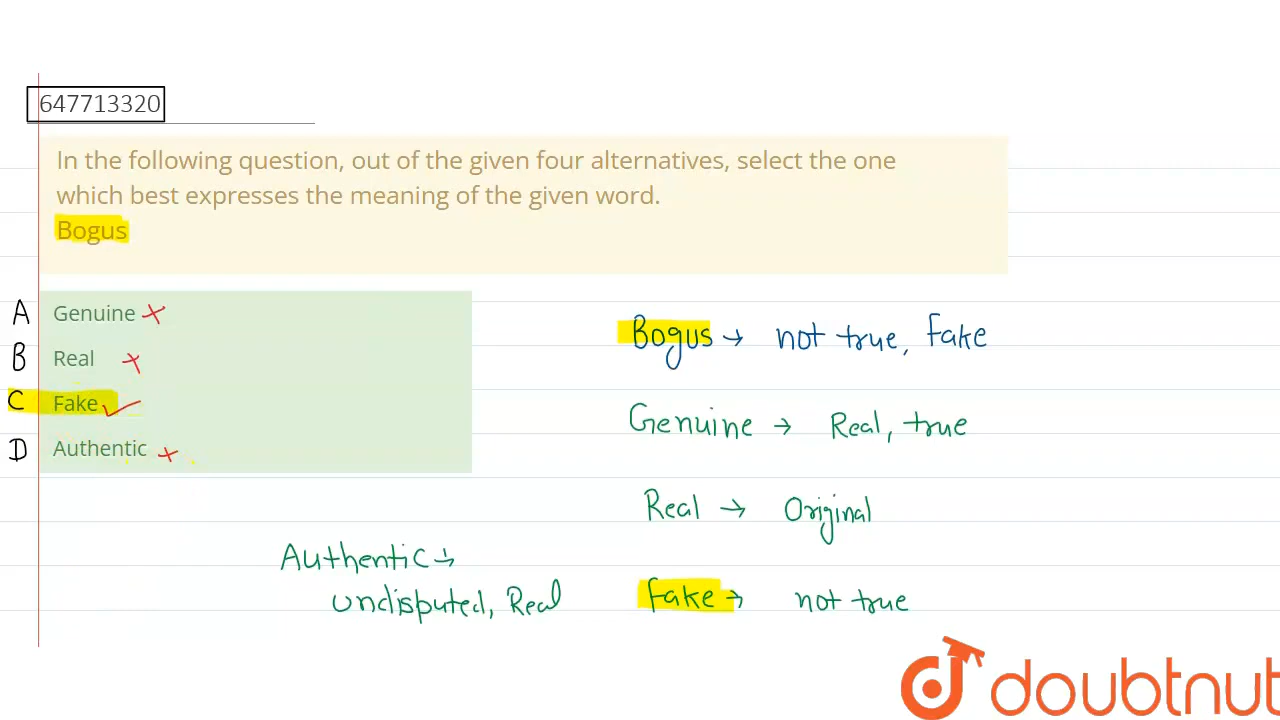 647713320
In the following question, out of the given four alternatives, select the one
which best expresses the meaning of the given word.
Bogus
A Genuine
B Real
C Fake
D Authentic
Bogus → not true, Fake
Genuine → Real, true
Real → Original
Authentic →
undisputed, Real
Fake → not true
doubtnut